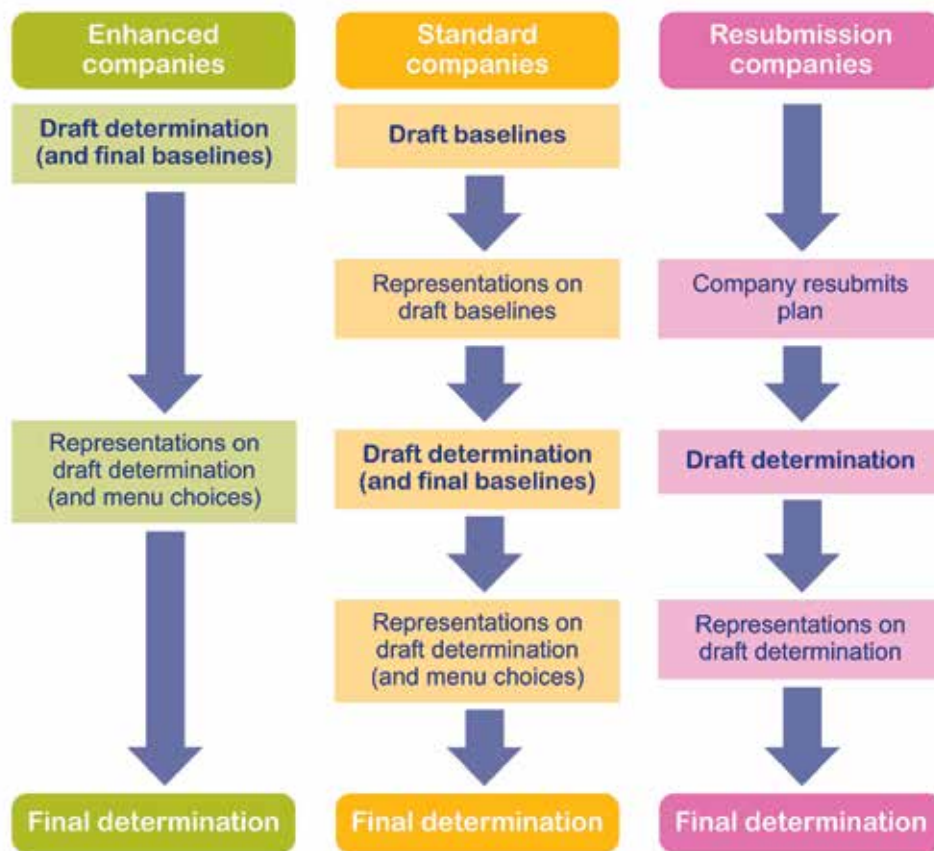 Enhanced
companies
Draft determination
(and final baselines)
Representations on
draft determination
(and menu choices)
Final determination
Standard
companies
Draft baselines
Representations on
draft baselines
Draft determination
(and final baselines)
Representations on
draft determination
(and menu choices)
Final determination
Resubmission
companies
Company resubmits
plan
Draft determination
Representations on
draft determination
Final determination